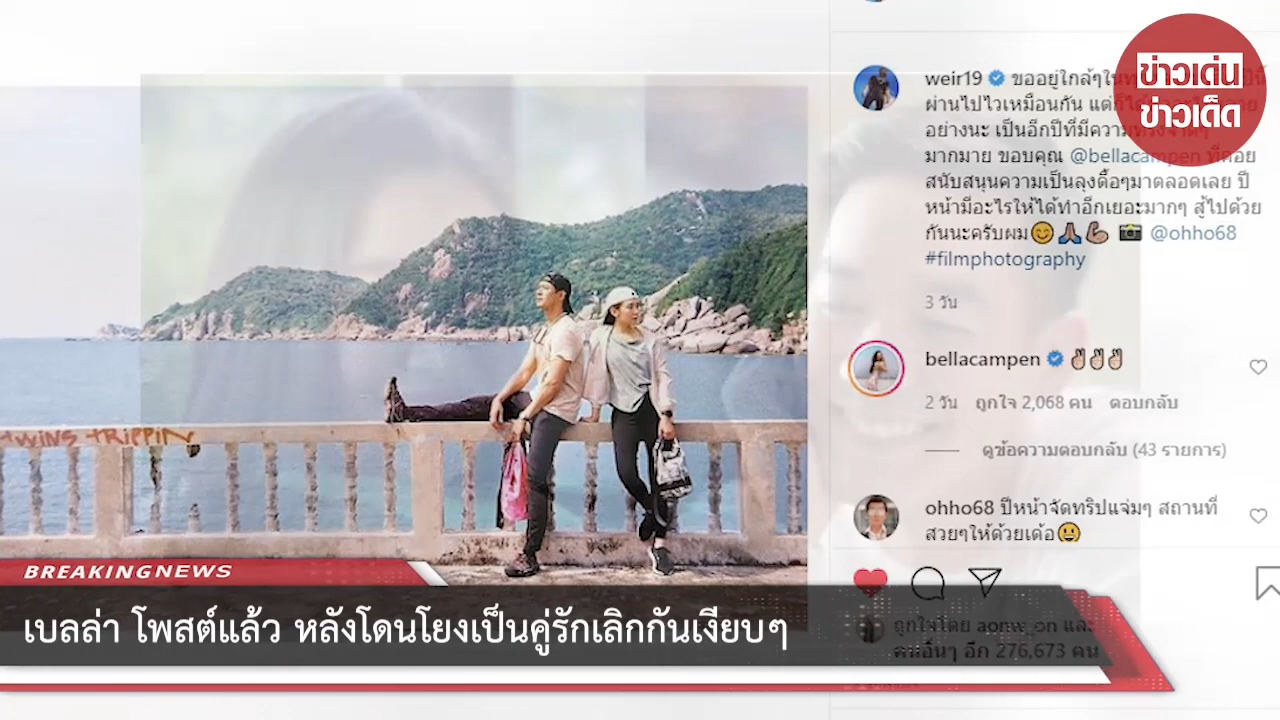 ข่าวเด่น
ข่าวเด็ด
weir19 ขออยู่ใกล้ๆ
ผ่านไปไวเหมือนกัน
อย่างนะ เป็นอีกปีที่มีความทรงจำดีๆ
มากมาย ขอบคุณ @bellacampen ที่คอย
สนับสนุนความเป็นลุงดื้อๆมาตลอดเลย ปี
หน้ามีอะไรให้ได้ทำอีกเยอะมากๆ สู้ไปด้วย
กันนะครับผม😊🙏🏽💪🏽 📸 @ohho68
#filmphotography
3 วัน
bellacampen ✌🏻✌🏻✌🏻
2 วัน ถูกใจ 2,068 คน ตอบกลับ
ดูข้อความตอบกลับ (43 รายการ)
ohho68 ปีหน้าจัดทริปแจ่มๆ สถานที่
สวยๆให้ด้วยเด้อ😀
ถูกใจโดย aonw_on และ
คนอื่นๆ อีก 276,673 คน
TWINS TRIPPIN
BREAKINGNEWS
เบลล่า โพสต์แล้ว หลังโดนโยงเป็นคู่รักเลิกกันเงียบๆ